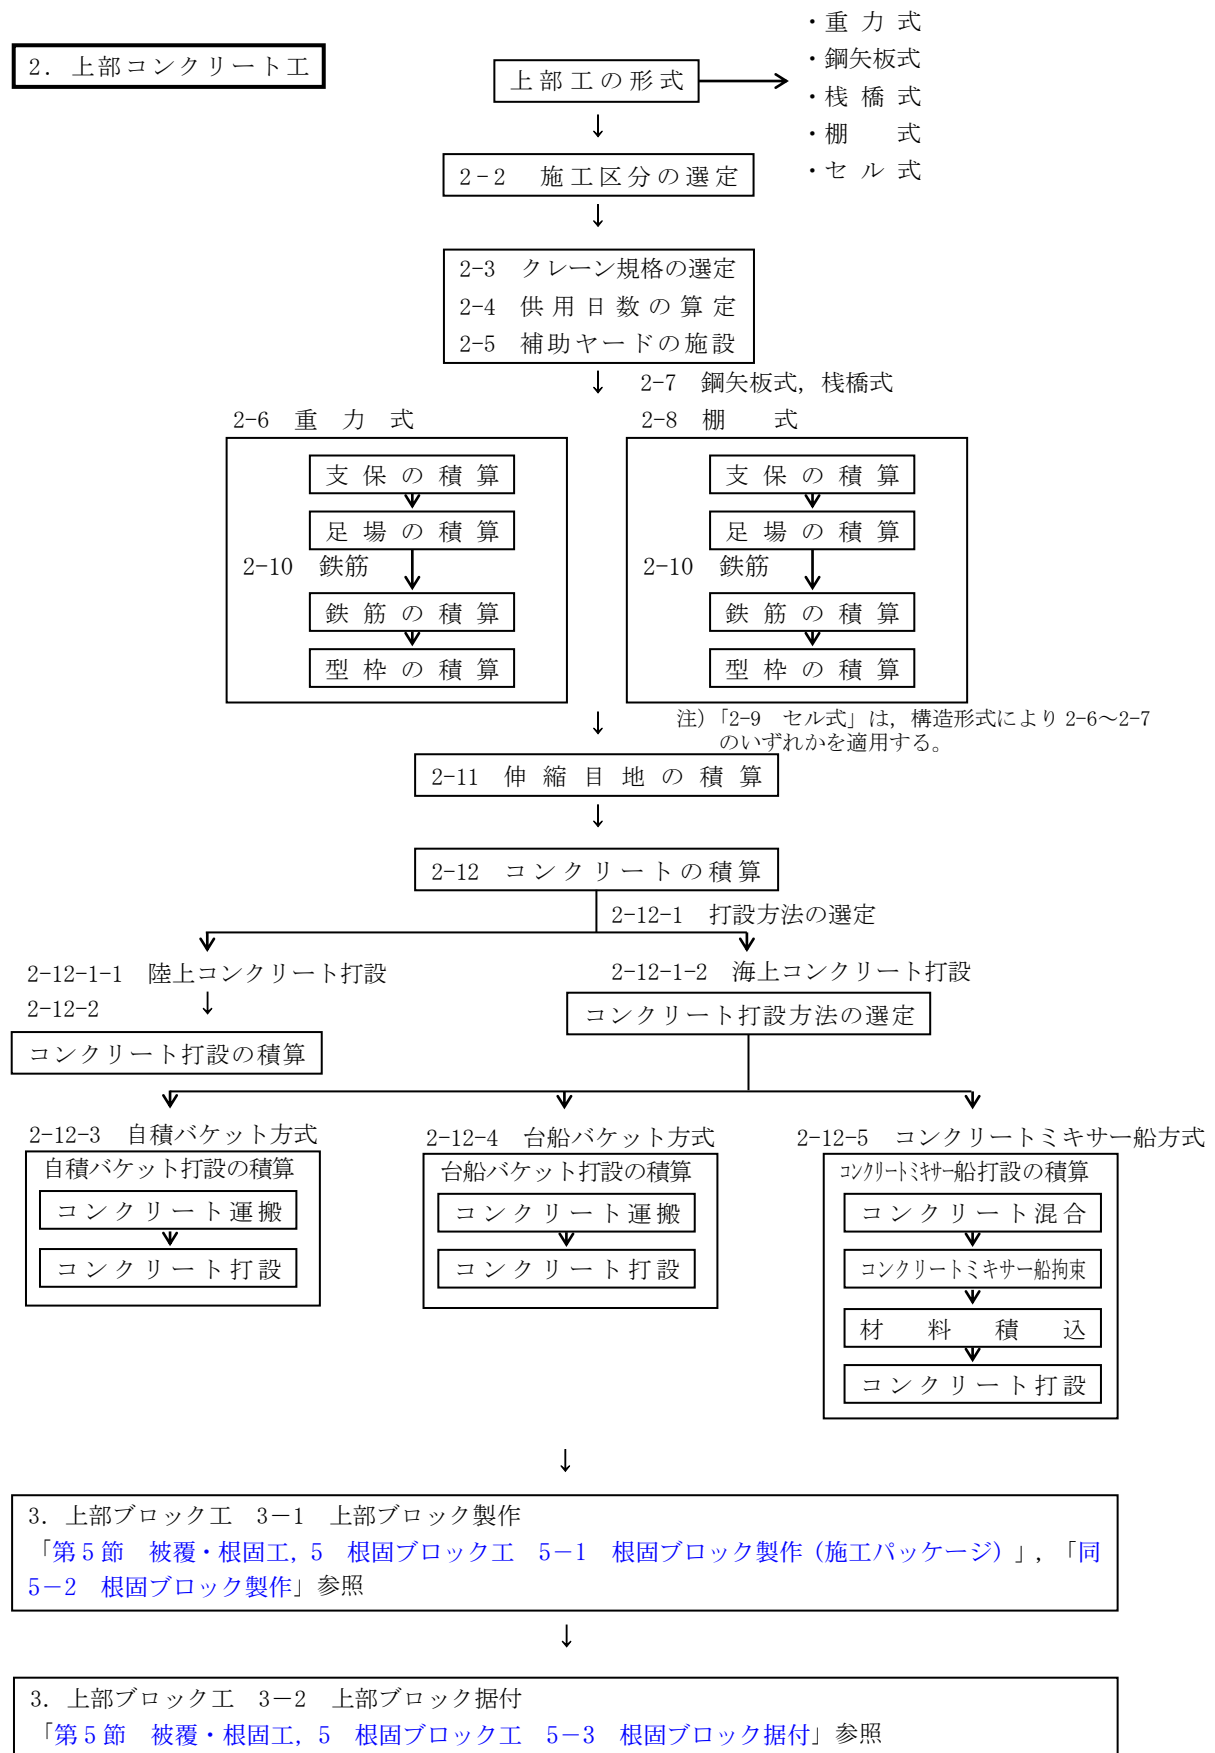 2．上部コンクリート工
上部工の形式
・重力式
・鋼矢板式
・桟橋式
・棚　式
・セル式
↓
2-2　施工区分の選定
↓
2-3　クレーン規格の選定
2-4　供用日数の算定
2-5　補助ヤードの施設
↓
2-6　重力式
支保の積算
足場の積算
2-10　鉄筋
鉄筋の積算
型枠の積算
2-7　鋼矢板式，桟橋式
2-8　棚　式
支保の積算
足場の積算
2-10　鉄筋
鉄筋の積算
型枠の積算
注）「2-9　セル式」は，構造形式により 2-6～2-7
のいずれかを適用する。
↓
2-11　伸縮目地の積算
↓
2-12　コンクリートの積算
2-12-1　打設方法の選定
2-12-1-1　陸上コンクリート打設
2-12-2　↓
コンクリート打設の積算
2-12-1-2　海上コンクリート打設
コンクリート打設方法の選定
2-12-3　自積バケット方式
自積バケット打設の積算
コンクリート運搬
コンクリート打設
2-12-4　台船バケット方式
台船バケット打設の積算
コンクリート運搬
コンクリート打設
2-12-5　コンクリートミキサー船方式
コンクリートミキサー船打設の積算
コンクリート混合
コンクリートミキサー船拘束
材料積込
コンクリート打設
↓
3．上部ブロック工　3－1　上部ブロック製作
「第5節　被覆・根固工，5　根固ブロック工　5－1　根固ブロック製作（施工パッケージ）」，「同
5－2　根固ブロック製作」参照
↓
3．上部ブロック工　3－2　上部ブロック据付
「第5節　被覆・根固工，5　根固ブロック工　5－3　根固ブロック据付」参照